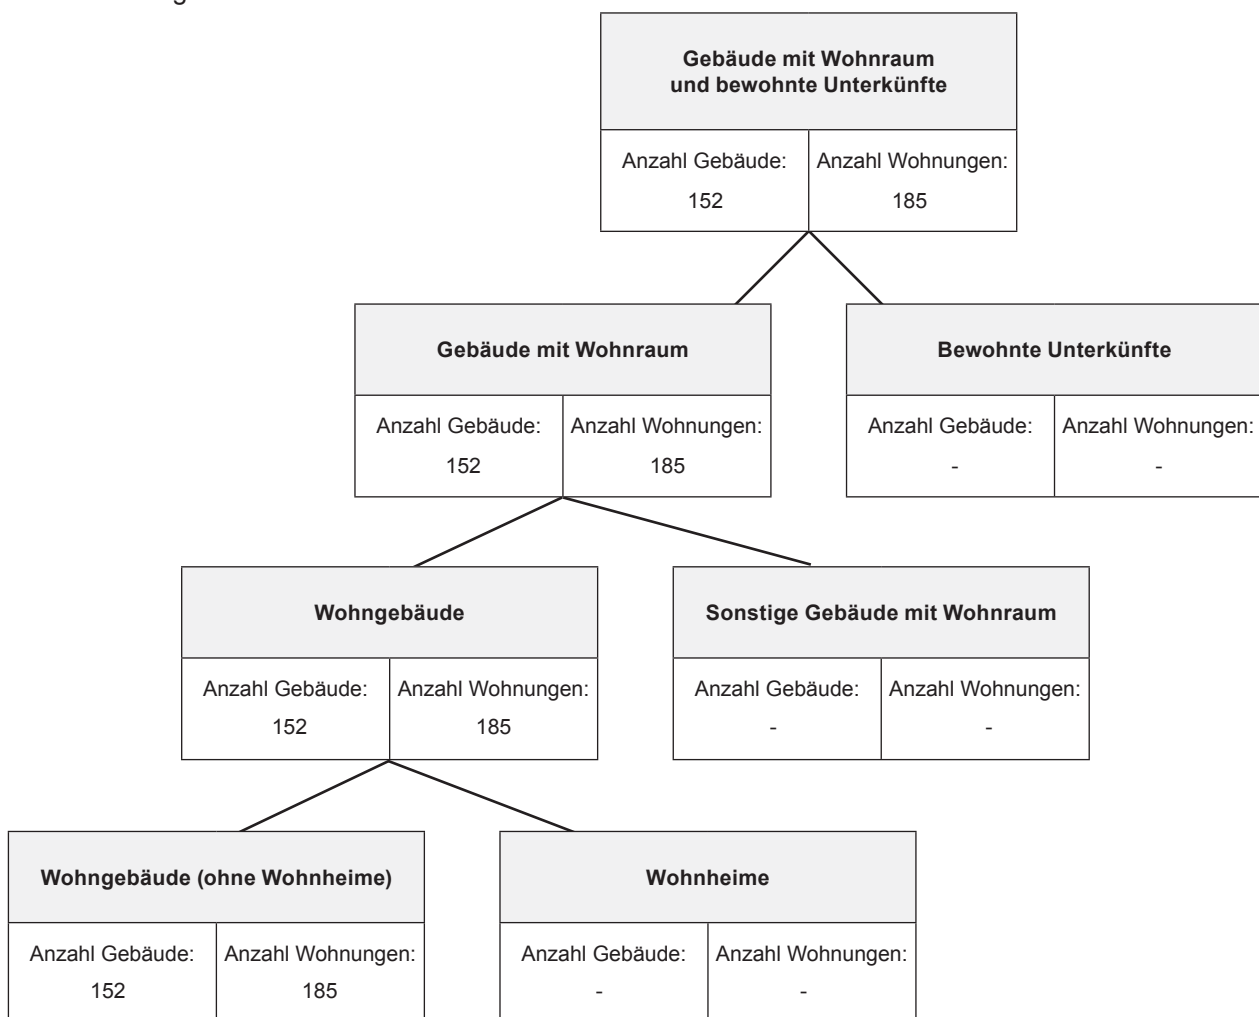 Gebäude mit Wohnraum
und bewohnte Unterkünfte
Anzahl Gebäude: Anzahl Wohnungen:
152 185
Gebäude mit Wohnraum
Bewohnte Unterkünfte
Anzahl Gebäude: Anzahl Wohnungen:
152 185
Anzahl Gebäude: Anzahl Wohnungen:
- -
Wohngebäude
Sonstige Gebäude mit Wohnraum
Anzahl Gebäude: Anzahl Wohnungen:
152 185
Anzahl Gebäude: Anzahl Wohnungen:
- -
Wohngebäude (ohne Wohnheime)
Wohnheime
Anzahl Gebäude: Anzahl Wohnungen:
152 185
Anzahl Gebäude: Anzahl Wohnungen:
- -